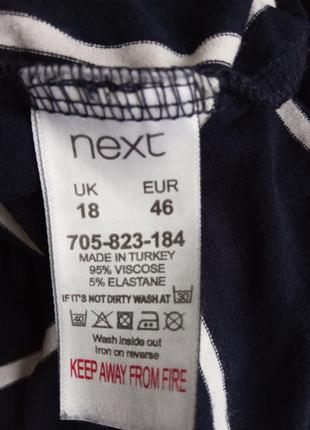 next
UK EUR
18 46
705-823-184
MADE IN TURKEY
95% VISCOSE
5% ELASTANE
IF IT'S NOT DIRTY WASH AT 30
40
Wash inside out
Iron on reverse
KEEP AWAY FROM FIRE